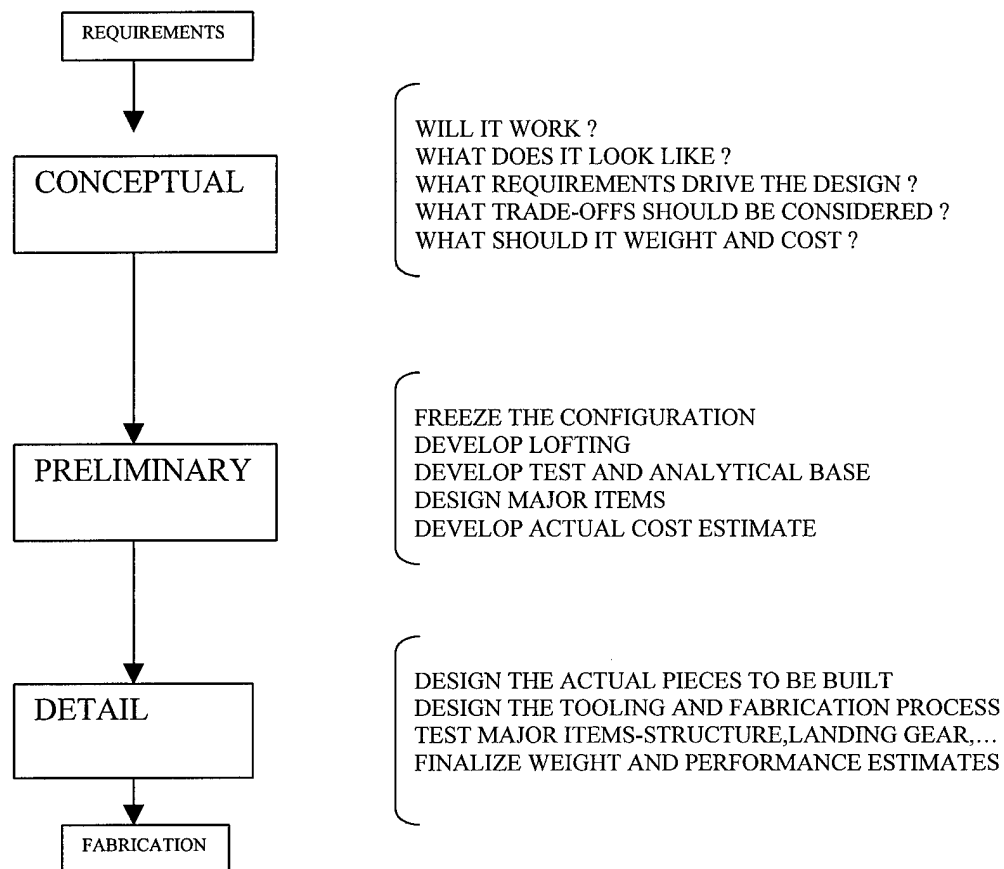 REQUIREMENTS
CONCEPTUAL
WILL IT WORK ?
WHAT DOES IT LOOK LIKE ?
WHAT REQUIREMENTS DRIVE THE DESIGN ?
WHAT TRADE-OFFS SHOULD BE CONSIDERED ?
WHAT SHOULD IT WEIGHT AND COST ?
PRELIMINARY
FREEZE THE CONFIGURATION
DEVELOP LOFTING
DEVELOP TEST AND ANALYTICAL BASE
DESIGN MAJOR ITEMS
DEVELOP ACTUAL COST ESTIMATE
DETAIL
DESIGN THE ACTUAL PIECES TO BE BUILT
DESIGN THE TOOLING AND FABRICATION PROCESS
TEST MAJOR ITEMS-STRUCTURE,LANDING GEAR,...
FINALIZE WEIGHT AND PERFORMANCE ESTIMATES
FABRICATION